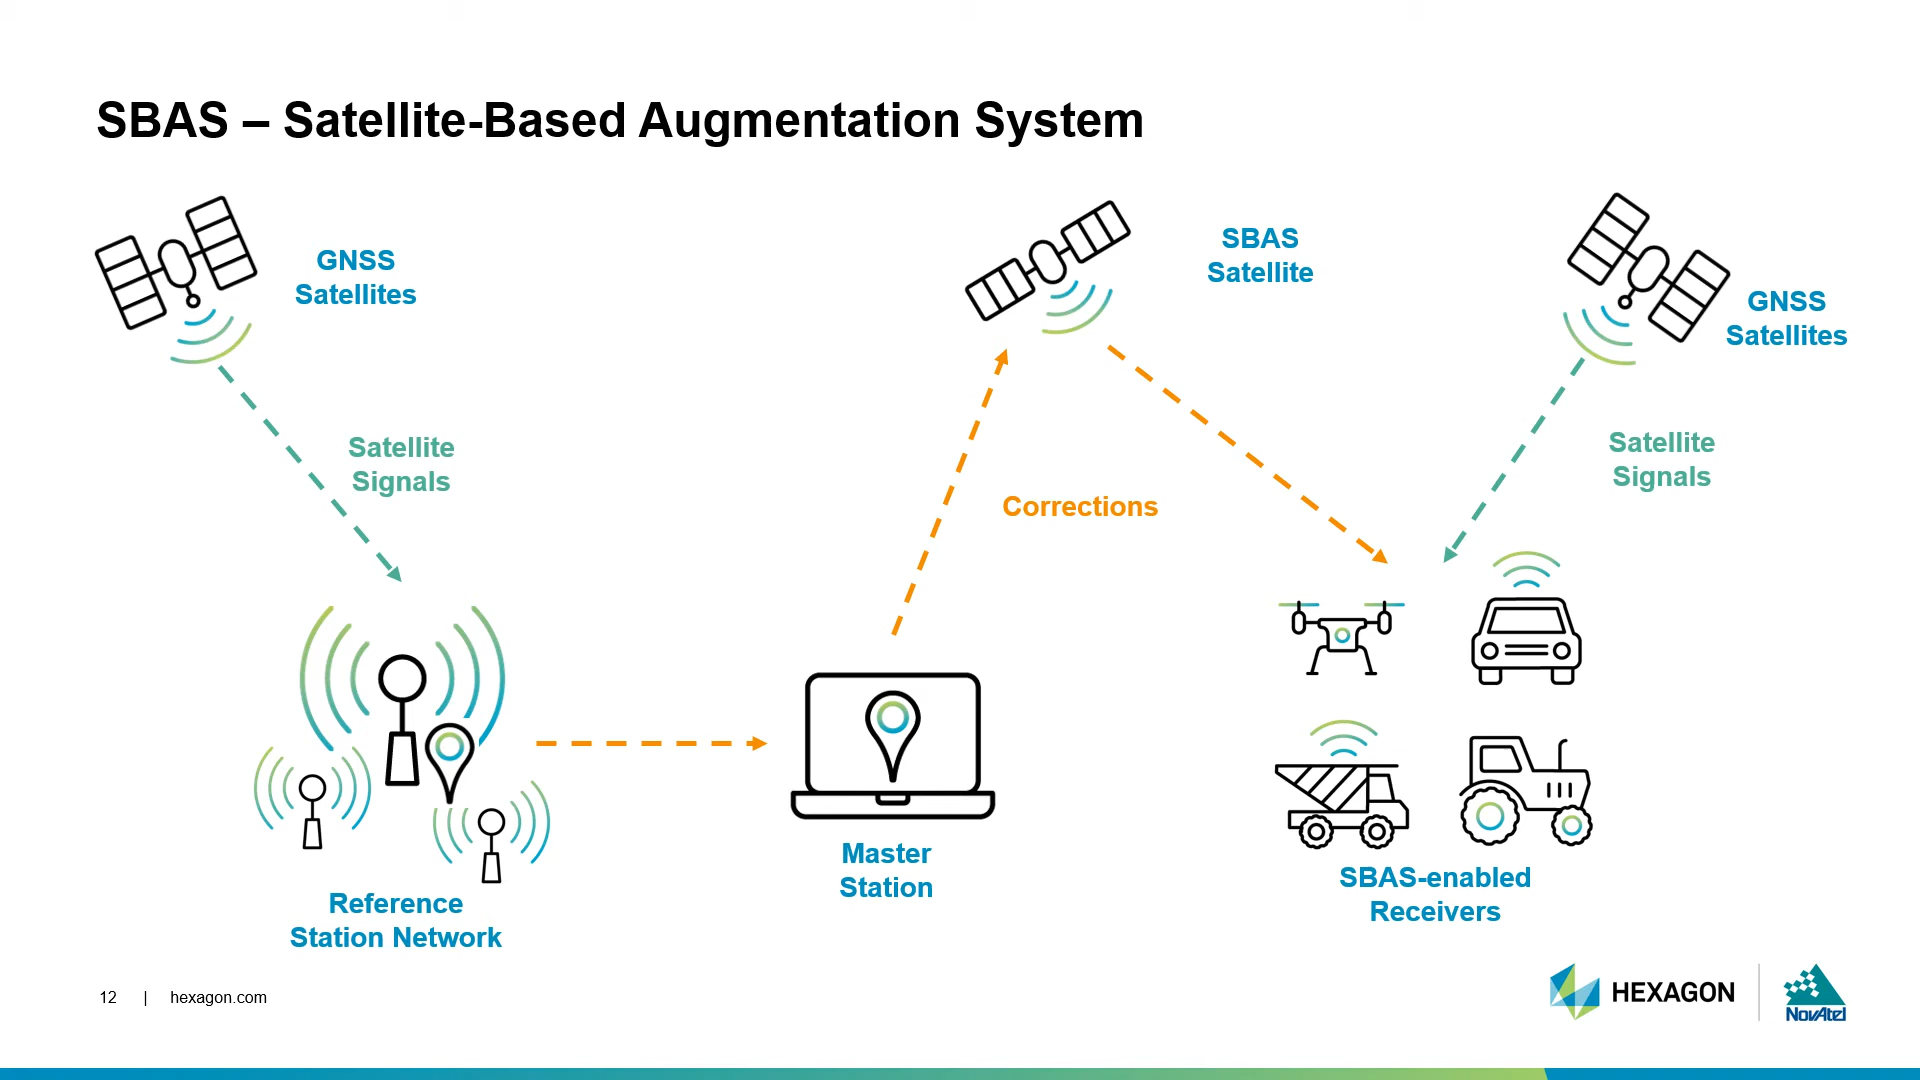 SBAS – Satellite-Based Augmentation System
GNSS
Satellites
SBAS
Satellite
GNSS
Satellites
Satellite
Signals
Corrections
Satellite
Signals
Reference
Station Network
Master
Station
SBAS-enabled
Receivers
12 | hexagon.com
HEXAGON
NovAtel